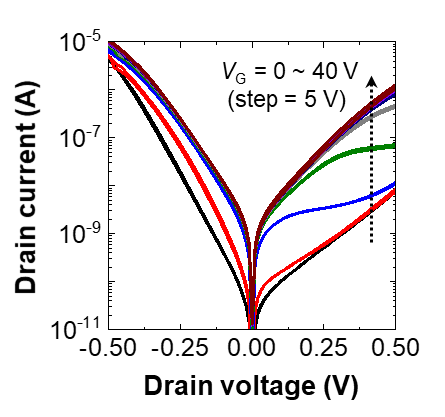 Drain current (A)
10⁻⁵
10⁻⁷
10⁻⁹
10⁻¹¹
V_G = 0 ~ 40 V
(step = 5 V)
-0.50 -0.25 0.00 0.25 0.50
Drain voltage (V)